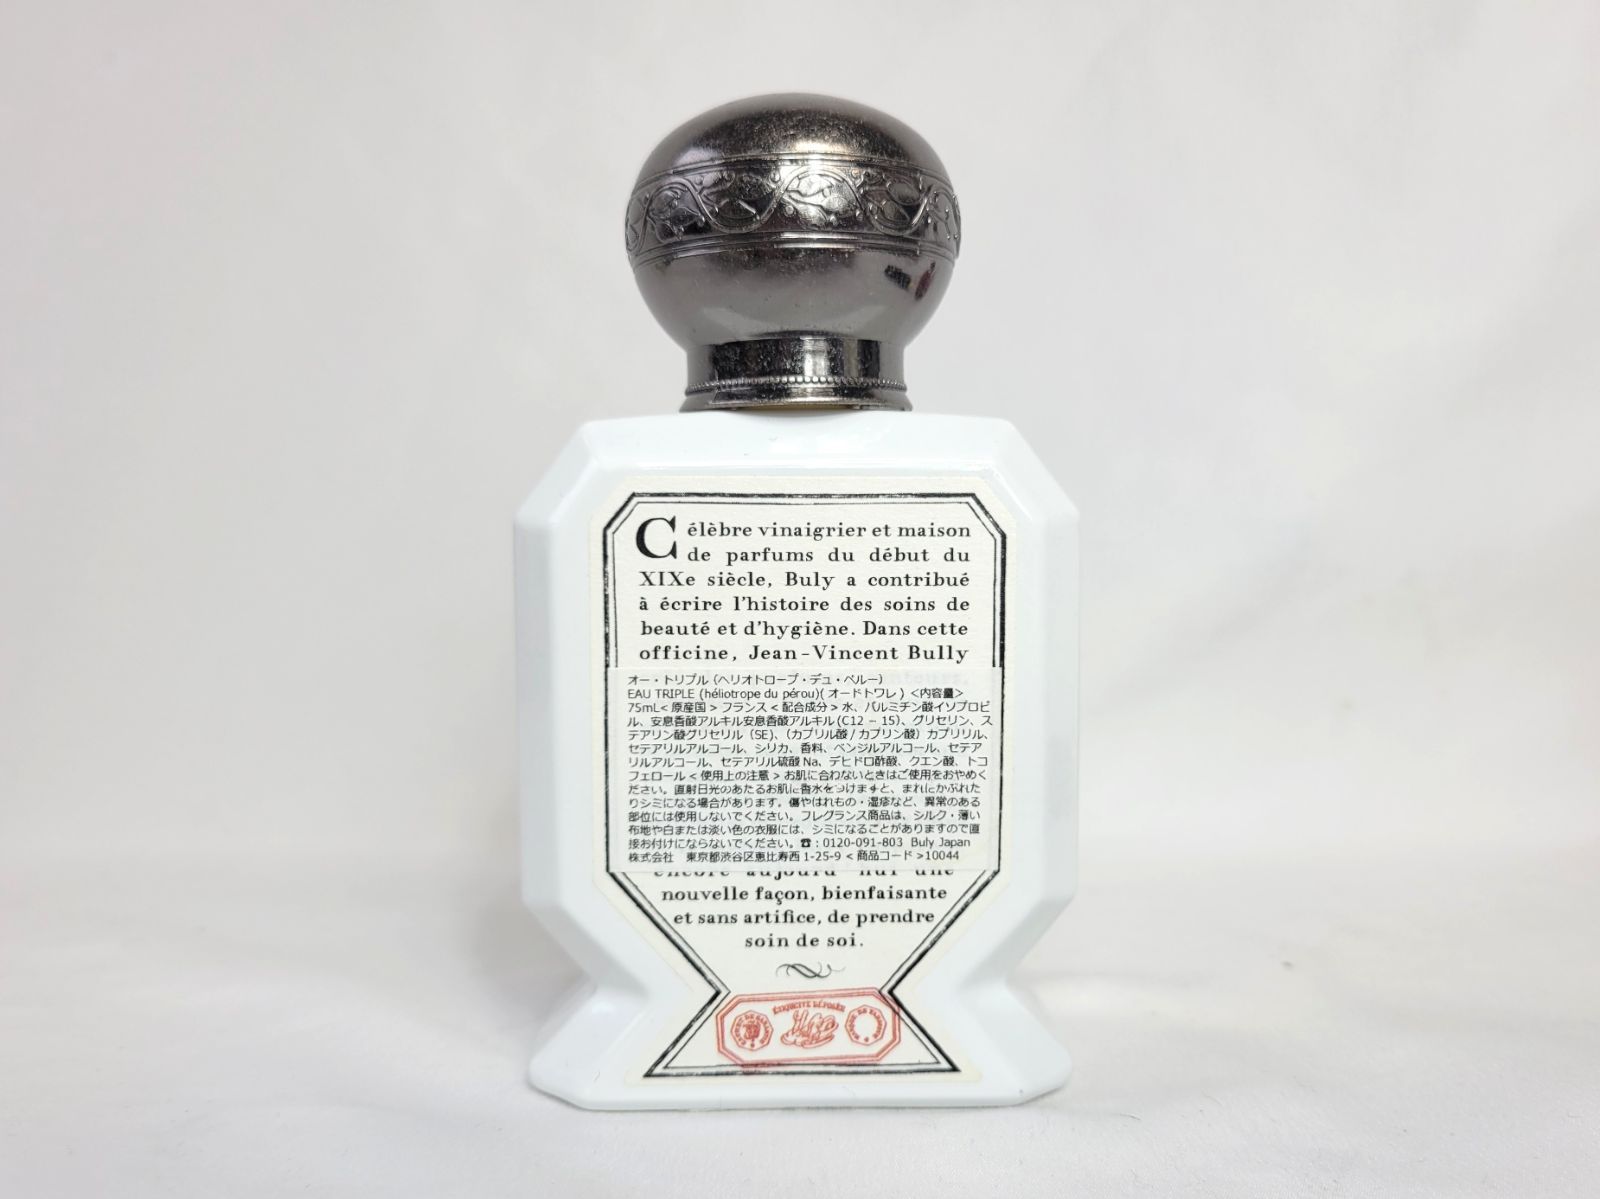 Célèbre vinaigrier et maison
de parfums du début du
XIXe siècle, Buly a contribué
à écrire l'histoire des soins de
beauté et d'hygiène. Dans cette
officine, Jean-Vincent Bully
オー・トリプル（ヘリオトロープ・デュ・ペルー）
EAU TRIPLE (héliotrope du pérou)( オードトワレ ) <内容量>
75mL< 原産国 > フランス < 配合成分 > 水、パルミチン酸イソプロピ
ル、安息香酸アルキル安息香酸アルキル(C12 – 15)、グリセリン、ス
テアリン酸グリセリル（SE)、（カプリル酸 / カプリン酸）カプリリル、
セテアリルアルコール、シリカ、香料、ベンジルアルコール、セテア
リルアルコール、セテアリル硫酸 Na、デヒドロ酢酸、クエン酸、トコ
フェロール < 使用上の注意 > お肌に合わないときはご使用をおやめく
ださい。直射日光のあたるお肌に香水をつけますと、まれにかぶれた
りシミになる場合があります。傷やはれもの・湿疹など、異常のある
部位には使用しないでください。フレグランス商品は、シルク・薄い
布地や白または淡い色の衣服には、シミになることがありますので直
接お付けにならないでください。☎ : 0120-091-803 Buly Japan
株式会社 東京都渋谷区恵比寿西 1-25-9 < 商品コード >10044
encore aujourd'hui une
nouvelle façon, bienfaisante
et sans artifice, de prendre
soin de soi.
ÉTIQUETTE DÉPOSÉE